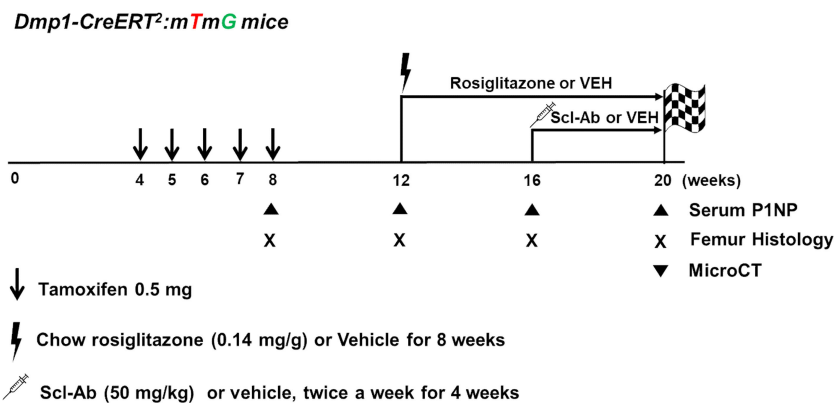 Dmp1-CreERT²:mTmG mice
Rosiglitazone or VEH
Scl-Ab or VEH
0 4 5 6 7 8 12 16 20 (weeks)
Serum P1NP
X X X X Femur Histology
MicroCT
Tamoxifen 0.5 mg
Chow rosiglitazone (0.14 mg/g) or Vehicle for 8 weeks
Scl-Ab (50 mg/kg) or vehicle, twice a week for 4 weeks